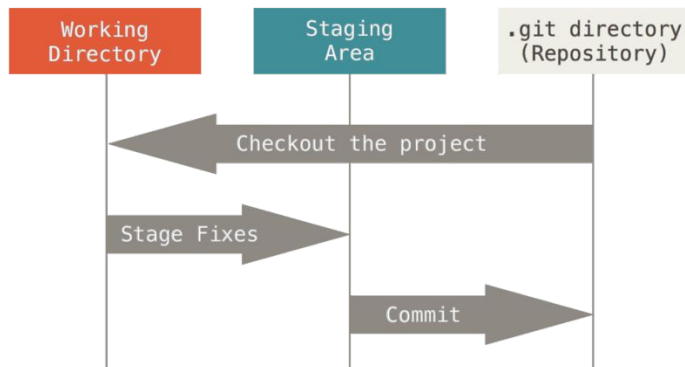 Working
Directory
Staging
Area
.git directory
(Repository)
Checkout the project
Stage Fixes
Commit